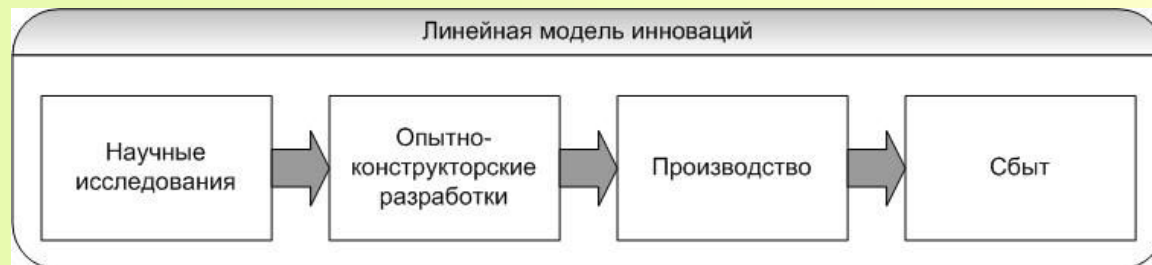 Линейная модель инноваций
Научные
исследования
Опытно-
конструкторские
разработки
Производство
Сбыт